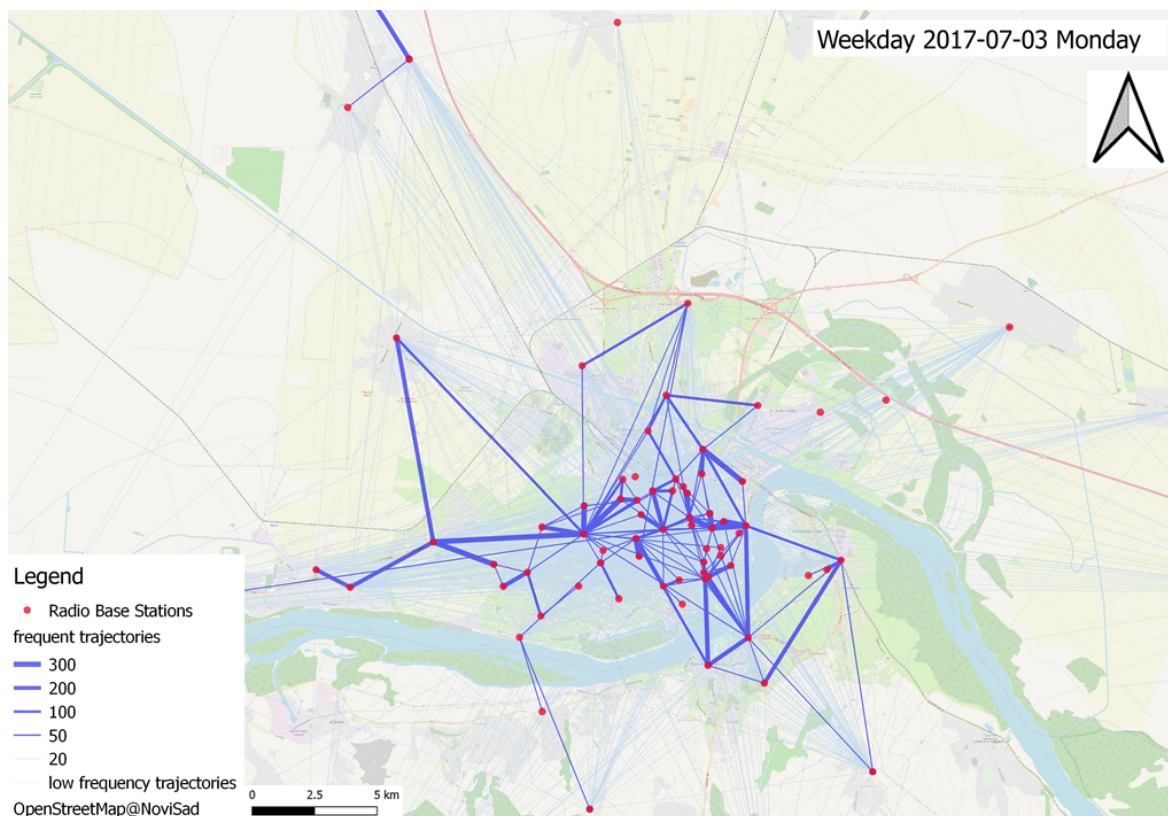 Weekday 2017-07-03 Monday
Legend
Radio Base Stations
frequent trajectories
300
200
100
50
20
low frequency trajectories
OpenStreetMap@NoviSad
0 2.5 5 km